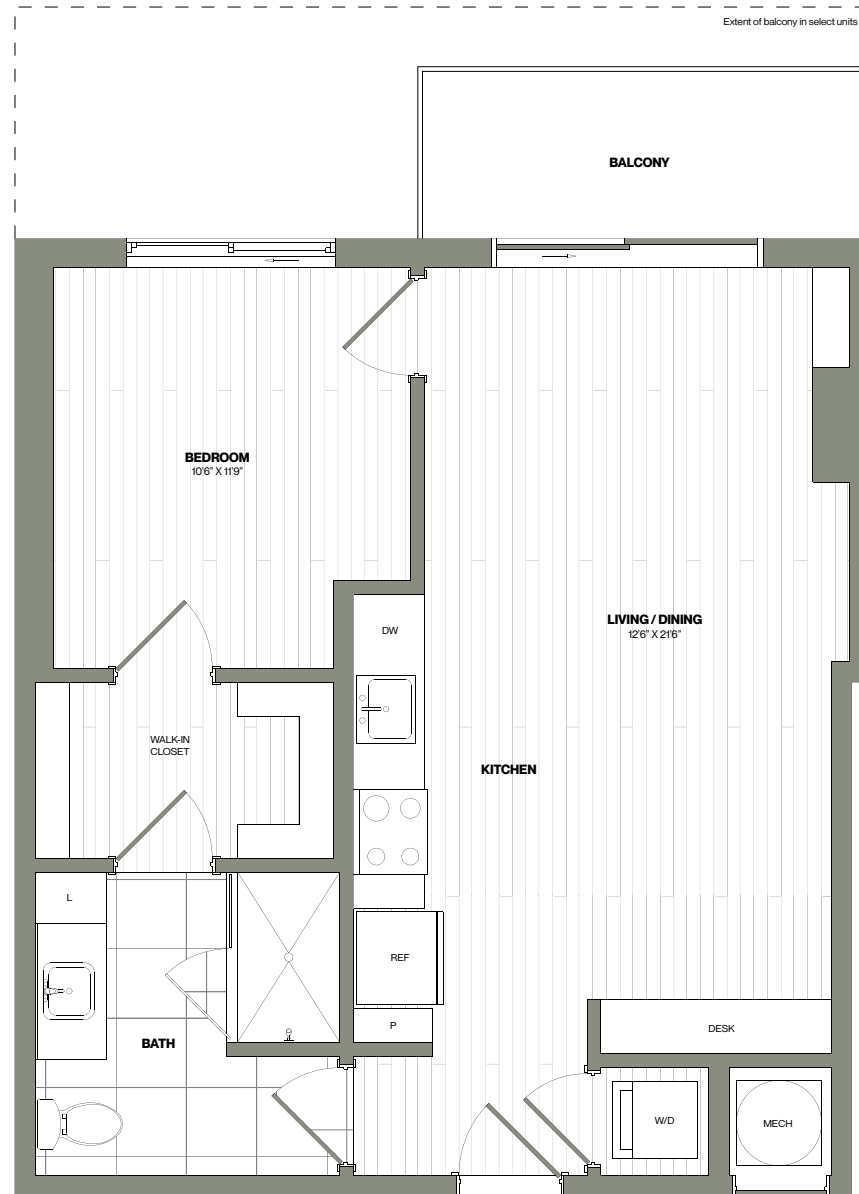 Extent of balcony in select units
BALCONY
BEDROOM
10'6" X 11'9"
LIVING / DINING
12'6" X 21'6"
DW
WALK-IN
CLOSET
KITCHEN
L
REF
P
BATH
DESK
W/D
MECH